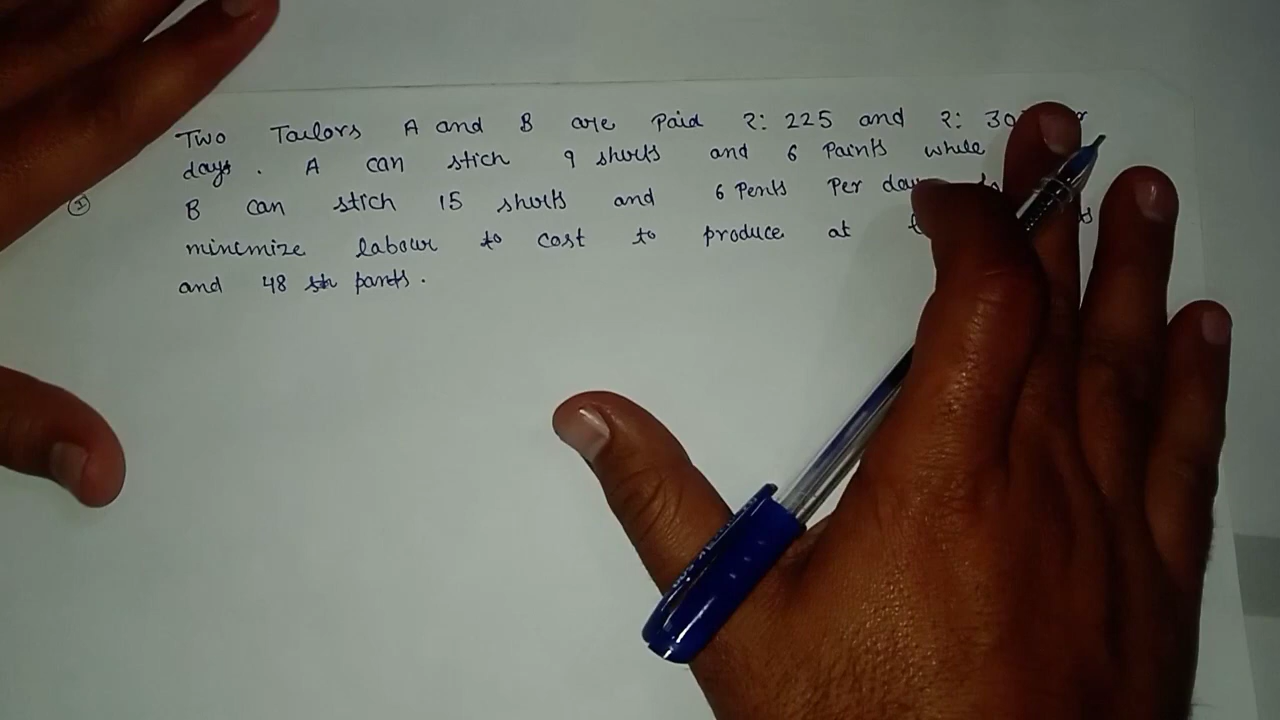 Two Tailors A and B are Paid ₹: 225 and ₹: 30
days . A can stich 9 shirts and 6 Paints while
I B can stich 15 shirts and 6 Pents Per day
minimize labour to cost to produce at
and 48 pants .